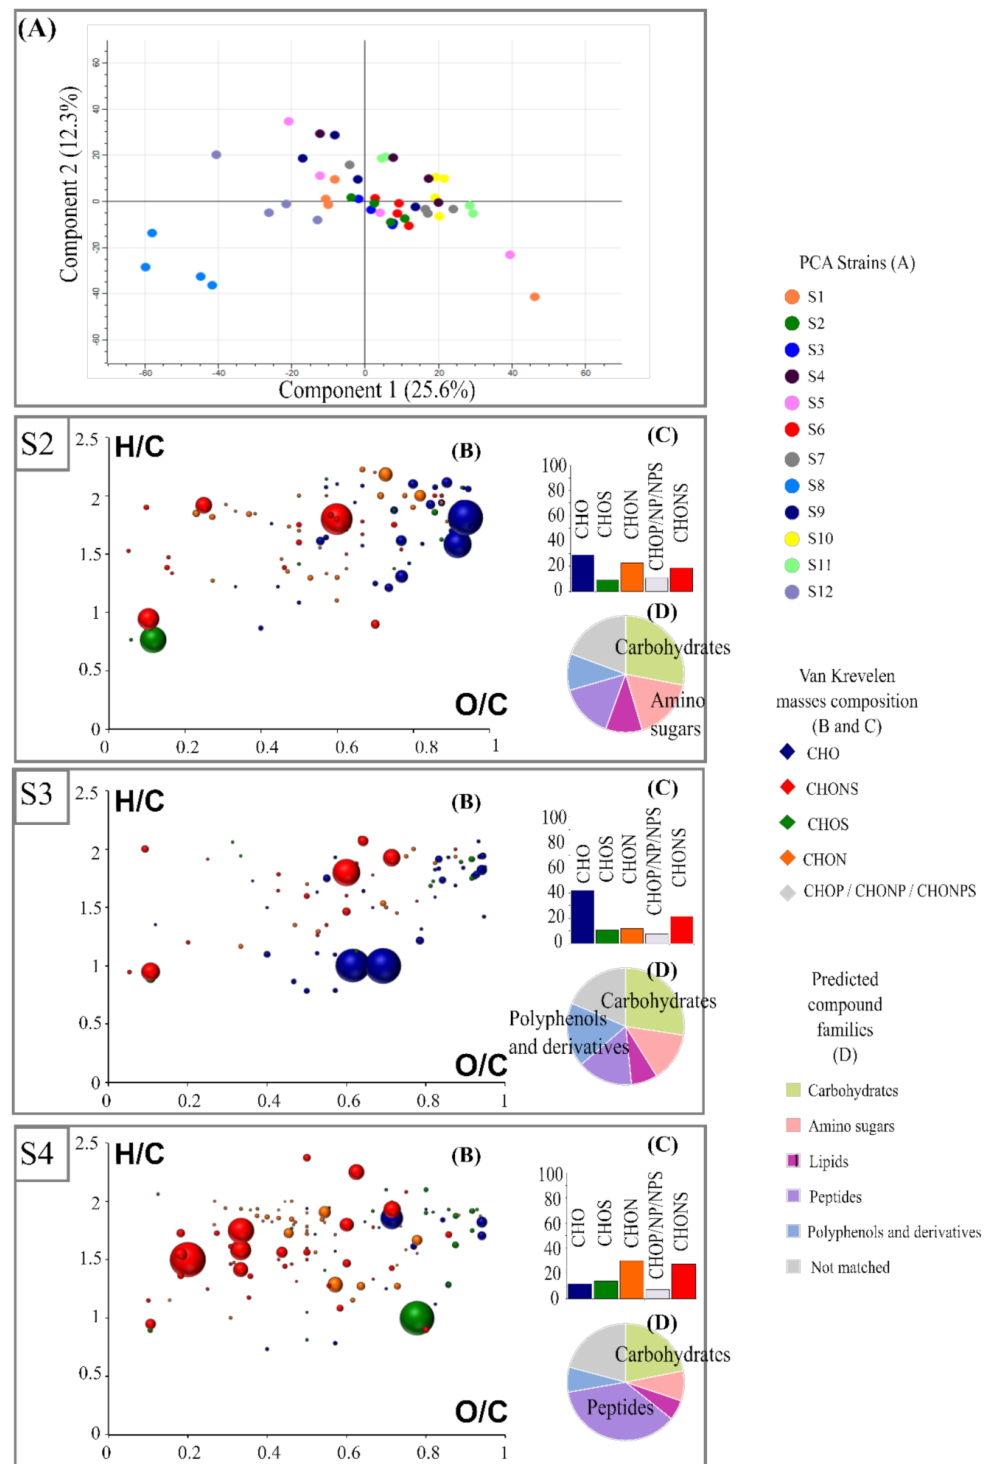 (A)
Component 2 (12.3%)
60
40
20
0
-20
-40
-60
-60 -40 -20 0 20 40 60
Component 1 (25.6%)
PCA Strains (A)
S1
S2
S3
S4
S5
S6
S7
S8
S9
S10
S11
S12
S2
H/C
(B)
2.5
2
1.5
1
0.5
0
0 0.2 0.4 0.6 0.8 1
O/C
(C)
100
80
60
40
20
0
CHO
CHOS
CHON
CHOP/NP/NPS
CHONS
(D)
Carbohydrates
Amino
sugars
Van Krevelen
masses composition
(B and C)
CHO
CHONS
CHOS
CHON
CHOP / CHONP / CHONPS
S3
H/C
(B)
2.5
2
1.5
1
0.5
0
0 0.2 0.4 0.6 0.8 1
O/C
(C)
100
80
60
40
20
0
CHO
CHOS
CHON
CHOP/NP/NPS
CHONS
(D)
Carbohydrates
Polyphenols
and derivatives
Predicted
compound
families
(D)
Carbohydrates
Amino sugars
Lipids
Peptides
Polyphenols and derivatives
Not matched
S4
H/C
(B)
2.5
2
1.5
1
0.5
0
0 0.2 0.4 0.6 0.8 1
O/C
(C)
100
80
60
40
20
0
CHO
CHOS
CHON
CHOP/NP/NPS
CHONS
(D)
Carbohydrates
Peptides